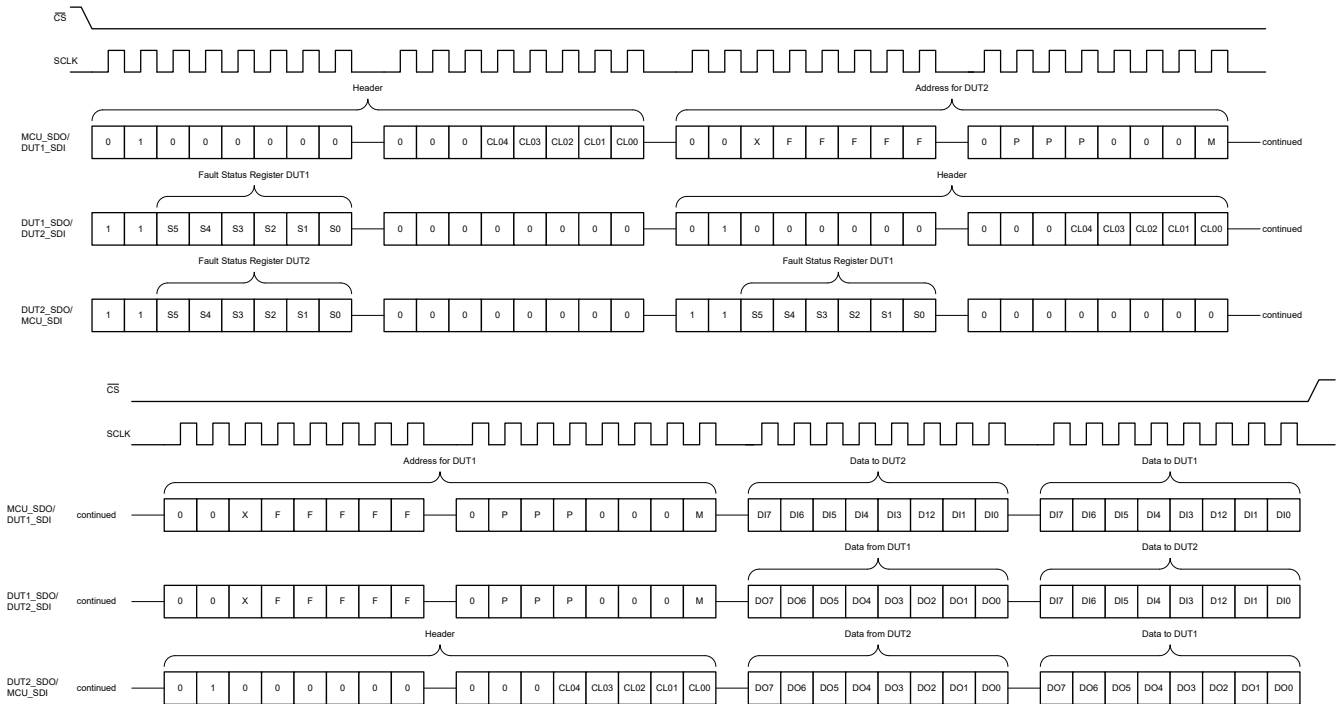 CS
SCLK
Header Address for DUT2
MCU_SDO/
DUT1_SDI
0 1 0 0 0 0 0 0 0 0 0 CL04 CL03 CL02 CL01 CL00 0 0 X F F F F F 0 P P P 0 0 0 M continued
Fault Status Register DUT1 Header
DUT1_SDO/
DUT2_SDI
1 1 S5 S4 S3 S2 S1 S0 0 0 0 0 0 0 0 0 0 1 0 0 0 0 0 0 0 0 0 CL04 CL03 CL02 CL01 CL00 continued
Fault Status Register DUT2 Fault Status Register DUT1
DUT2_SDO/
MCU_SDI
1 1 S5 S4 S3 S2 S1 S0 0 0 0 0 0 0 0 0 1 1 S5 S4 S3 S2 S1 S0 0 0 0 0 0 0 0 0 continued
CS
SCLK
Address for DUT1 Data to DUT2 Data to DUT1
MCU_SDO/
DUT1_SDI
continued 0 0 X F F F F F 0 P P P 0 0 0 M DI7 DI6 DI5 DI4 DI3 D12 DI1 DI0 DI7 DI6 DI5 DI4 DI3 D12 DI1 DI0
Data from DUT1 Data to DUT2
DUT1_SDO/
DUT2_SDI
continued 0 0 X F F F F F 0 P P P 0 0 0 M DO7 DO6 DO5 DO4 DO3 DO2 DO1 DO0 DI7 DI6 DI5 DI4 DI3 D12 DI1 DI0
Header Data from DUT2 Data to DUT1
DUT2_SDO/
MCU_SDI
continued 0 1 0 0 0 0 0 0 0 0 0 CL04 CL03 CL02 CL01 CL00 DO7 DO6 DO5 DO4 DO3 DO2 DO1 DO0 DO7 DO6 DO5 DO4 DO3 DO2 DO1 DO0